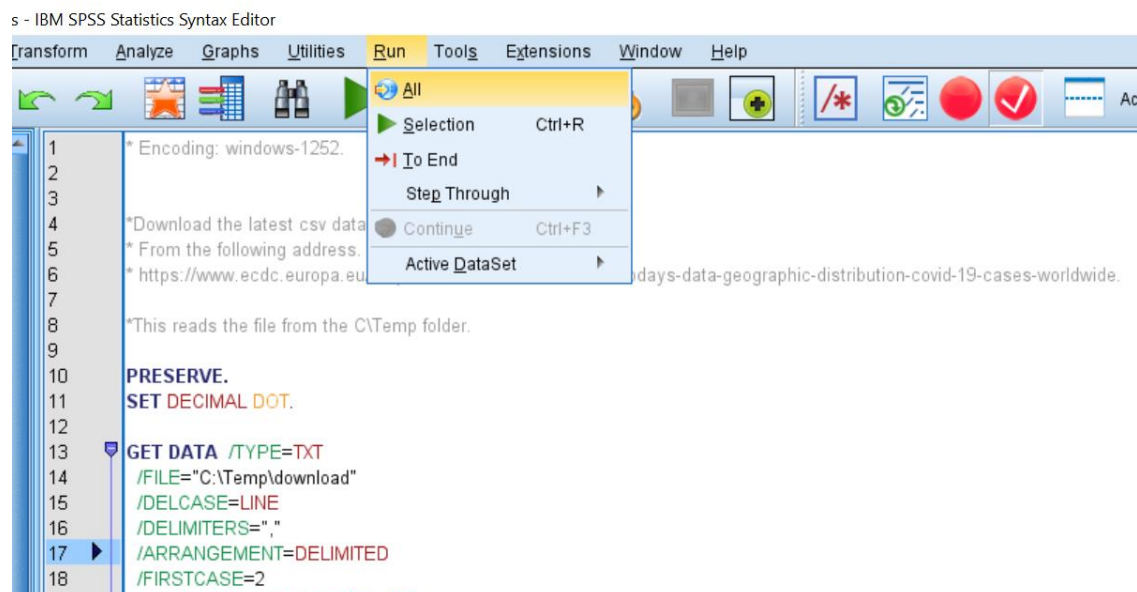 s - IBM SPSS Statistics Syntax Editor
Transform Analyze Graphs Utilities Run Tools Extensions Window Help
All
Selection Ctrl+R
To End
Step Through
Continue Ctrl+F3
Active DataSet
/*
Ac
1 * Encoding: windows-1252.
2
3
4 *Download the latest csv data
5 * From the following address.
6 * https://www.ecdc.europa.eu days-data-geographic-distribution-covid-19-cases-worldwide.
7
8 *This reads the file from the C\Temp folder.
9
10 PRESERVE.
11 SET DECIMAL DOT.
12
13 GET DATA /TYPE=TXT
14 /FILE="C:\Temp\download"
15 /DELCASE=LINE
16 /DELIMITERS=","
17 /ARRANGEMENT=DELIMITED
18 /FIRSTCASE=2